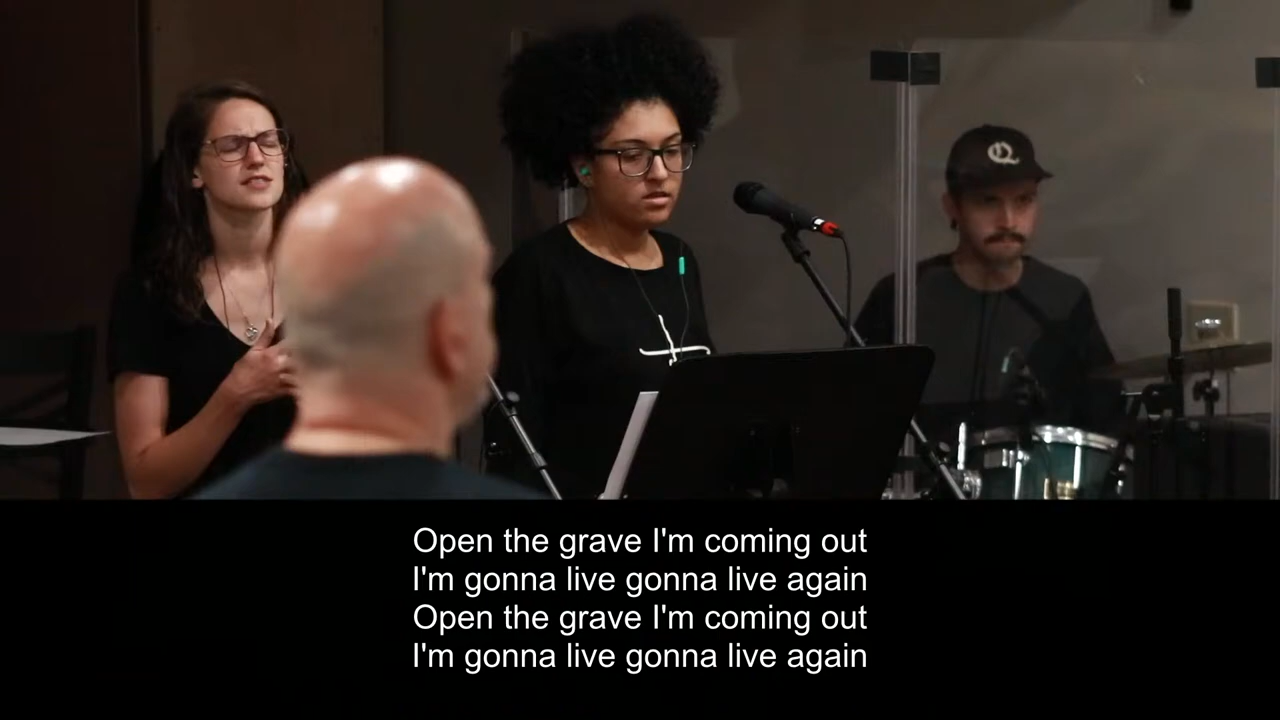 Q
Open the grave I'm coming out
I'm gonna live gonna live again
Open the grave I'm coming out
I'm gonna live gonna live again